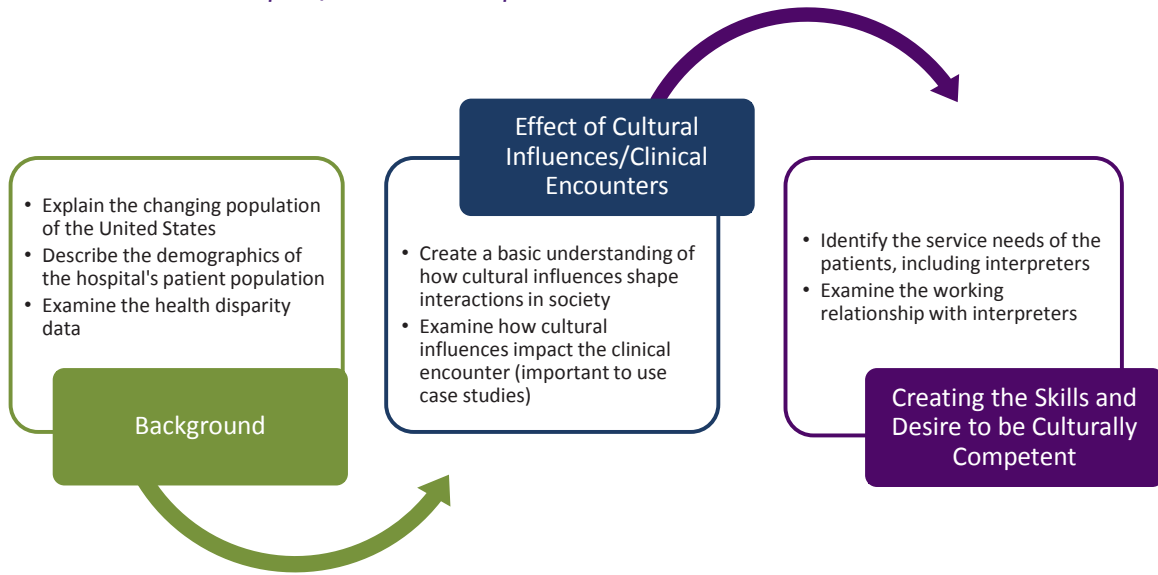 • Explain the changing population
of the United States
• Describe the demographics of
the hospital's patient population
• Examine the health disparity
data
Background
Effect of Cultural
Influences/Clinical
Encounters
• Create a basic understanding of
how cultural influences shape
interactions in society
• Examine how cultural
influences impact the clinical
encounter (important to use
case studies)
• Identify the service needs of the
patients, including interpreters
• Examine the working
relationship with interpreters
Creating the Skills and
Desire to be Culturally
Competent